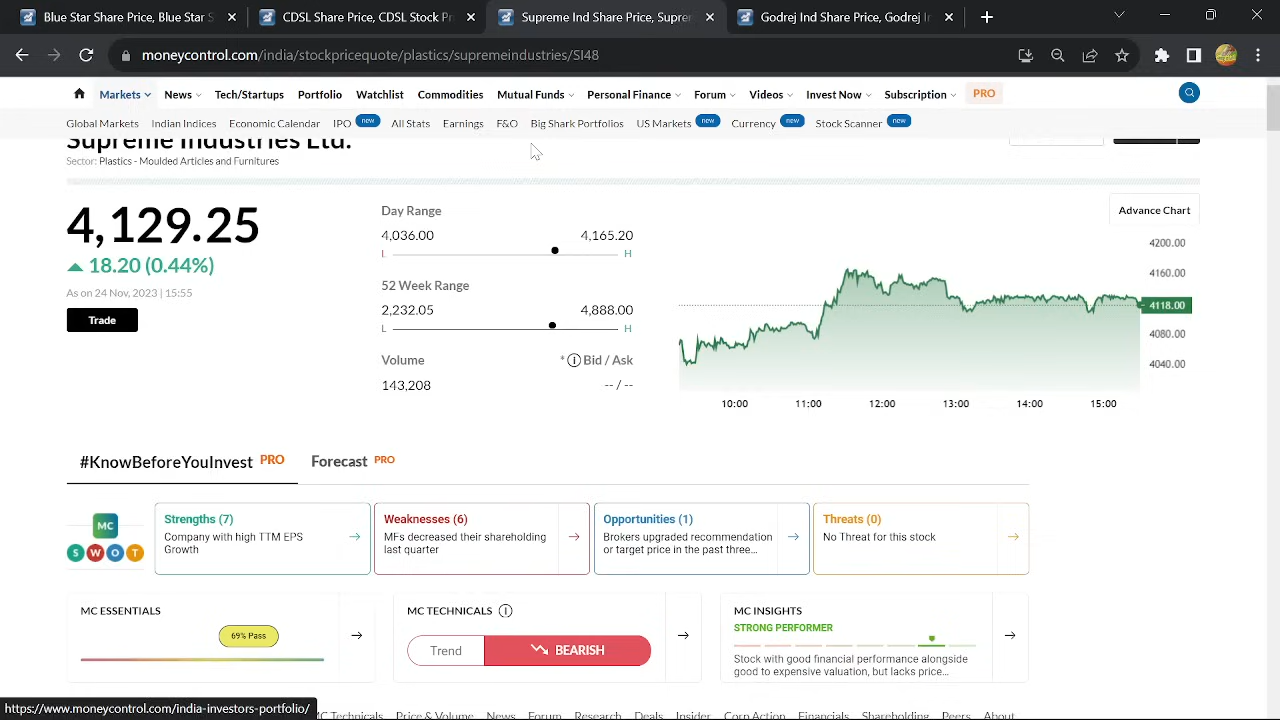 Blue Star Share Price, Blue Star S
CDSL Share Price, CDSL Stock Pri
Supreme Ind Share Price, Suprer
Godrej Ind Share Price, Godrej In
moneycontrol.com/india/stockpricequote/plastics/supremeindustries/SI48
Markets News Tech/Startups Portfolio Watchlist Commodities Mutual Funds Personal Finance Forum Videos Invest Now Subscription PRO
Global Markets Indian Indices Economic Calendar IPO new All Stats Earnings F&O Big Shark Portfolios US Markets new Currency new Stock Scanner new
Supreme Industries Ltd.
Sector: Plastics - Moulded Articles and Furnitures
4,129.25
18.20 (0.44%)
As on 24 Nov, 2023 | 15:55
Trade
Day Range
4,036.00 4,165.20
L H
52 Week Range
2,232.05 4,888.00
L H
Volume * Bid / Ask
143,208 -- / --
Advance Chart
4200.00
4160.00
4118.00
4080.00
4040.00
10:00 11:00 12:00 13:00 14:00 15:00
#KnowBeforeYouInvest PRO Forecast PRO
MC
S W O T
Strengths (7)
Company with high TTM EPS
Growth
Weaknesses (6)
MFs decreased their shareholding
last quarter
Opportunities (1)
Brokers upgraded recommendation
or target price in the past three...
Threats (0)
No Threat for this stock
MC ESSENTIALS
69% Pass
MC TECHNICALS
Trend BEARISH
MC INSIGHTS
STRONG PERFORMER
Stock with good financial performance alongside
good to expensive valuation, but lacks price...
https://www.moneycontrol.com/india-investors-portfolio/
MC Technicals Price & Volume News Forum Research Deals Insider Corp Action Financials Shareholding Peers About